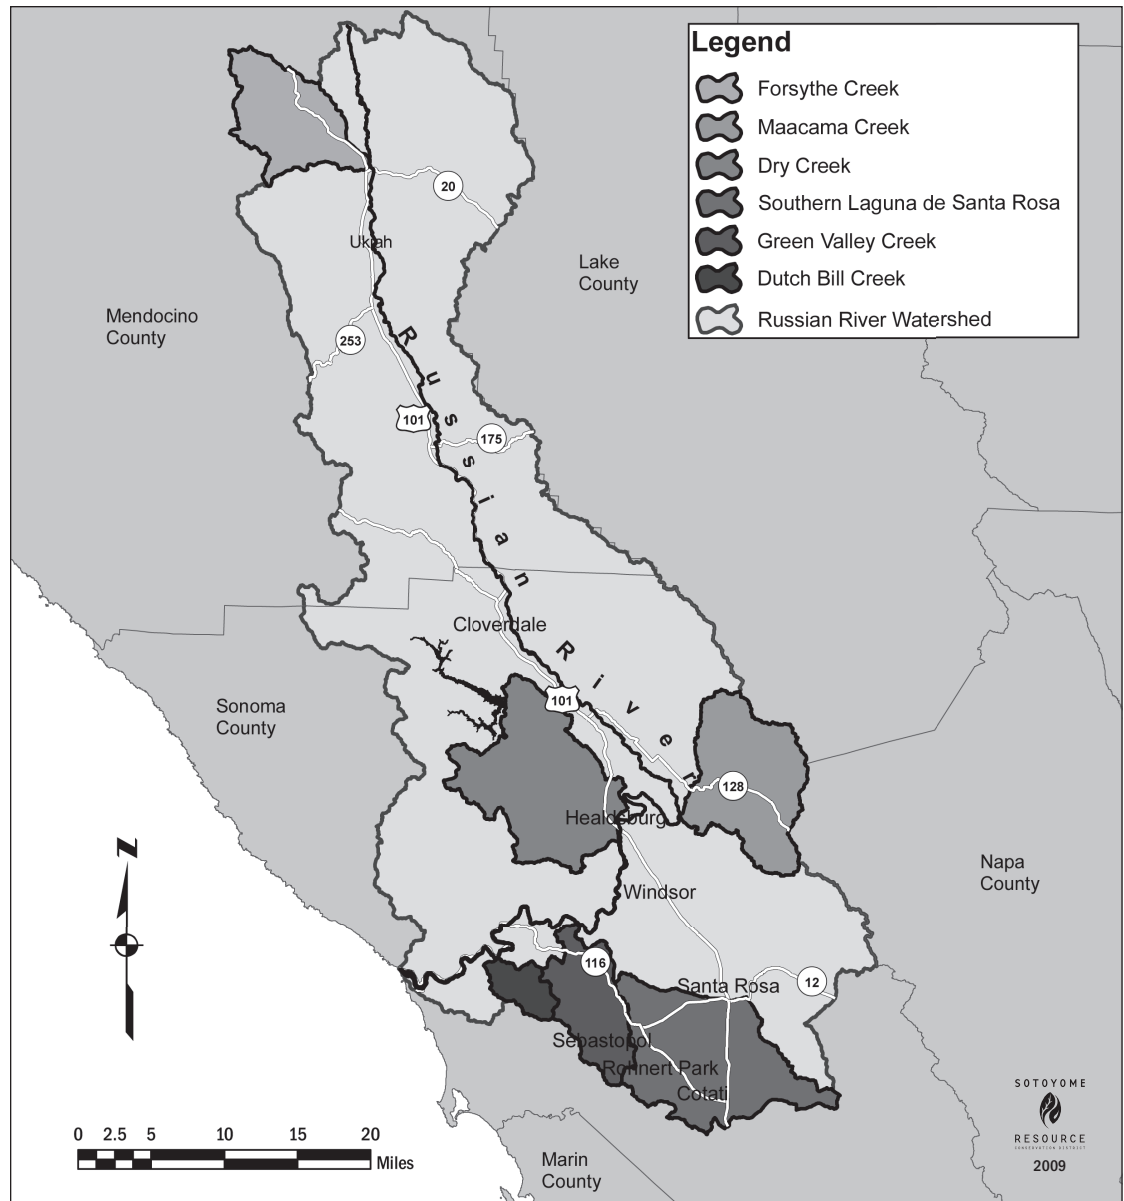 Legend
Forsythe Creek
Maacama Creek
Dry Creek
Southern Laguna de Santa Rosa
Green Valley Creek
Dutch Bill Creek
Russian River Watershed
20
Ukiah
Lake
County
Mendocino
County
253
101
175
Russian River
Cloverdale
101
Sonoma
County
128
Healdsburg
Napa
County
Windsor
N
116
12
Santa Rosa
Sebastopol
Rohnert Park
Cotati
0 2.5 5 10 15 20
Miles
Marin
County
SOTOYOME
RESOURCE
CONSERVATION DISTRICT
2009